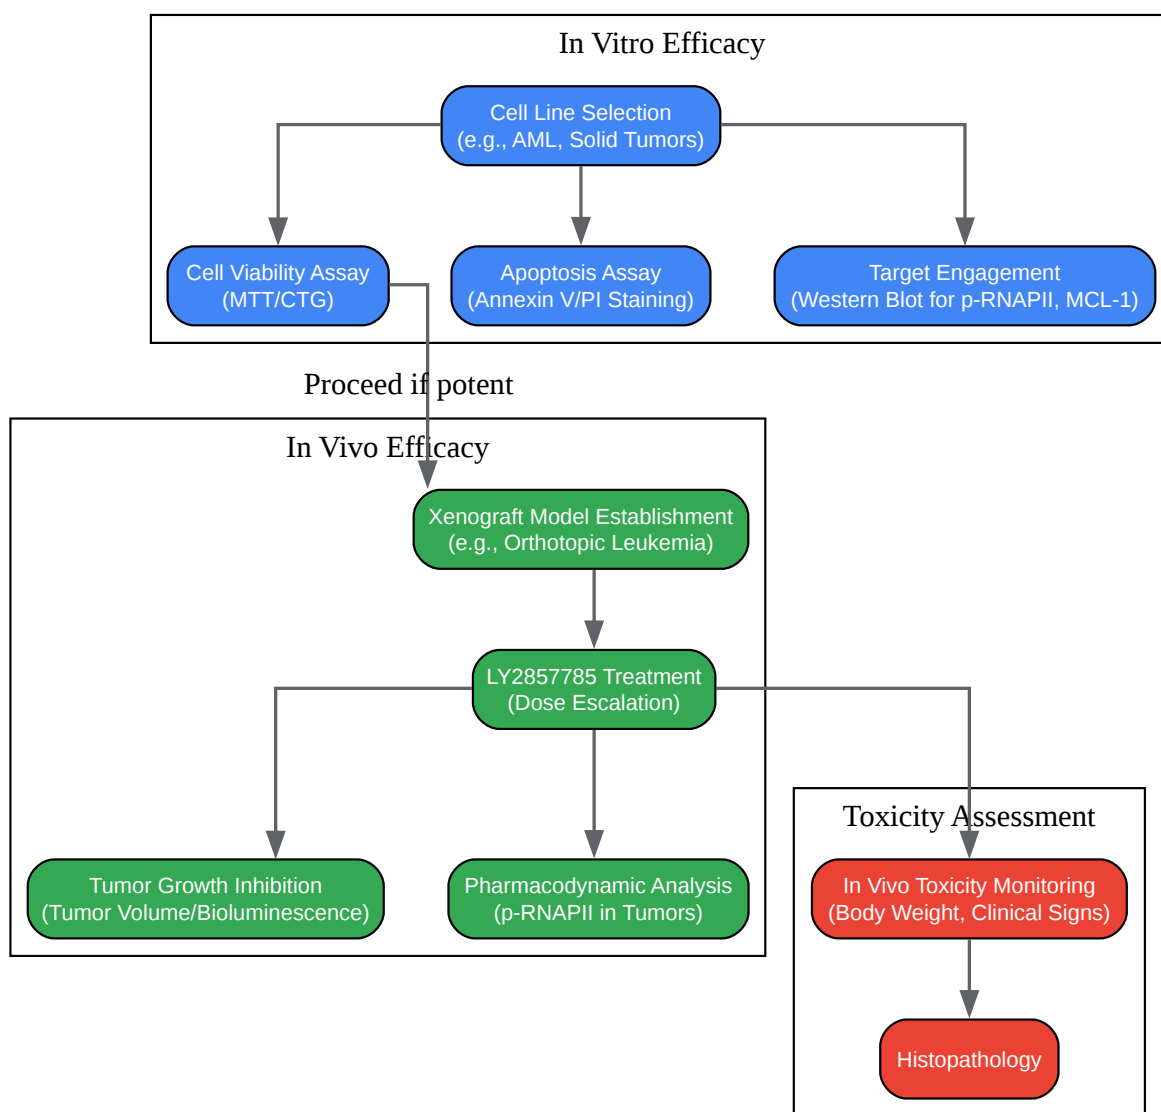 In Vitro Efficacy
Cell Line Selection
(e.g., AML, Solid Tumors)
Cell Viability Assay
(MTT/CTG)
Apoptosis Assay
(Annexin V/PI Staining)
Target Engagement
(Western Blot for p-RNAPII, MCL-1)
Proceed if potent
In Vivo Efficacy
Xenograft Model Establishment
(e.g., Orthotopic Leukemia)
LY2857785 Treatment
(Dose Escalation)
Tumor Growth Inhibition
(Tumor Volume/Bioluminescence)
Pharmacodynamic Analysis
(p-RNAPII in Tumors)
Toxicity Assessment
In Vivo Toxicity Monitoring
(Body Weight, Clinical Signs)
Histopathology